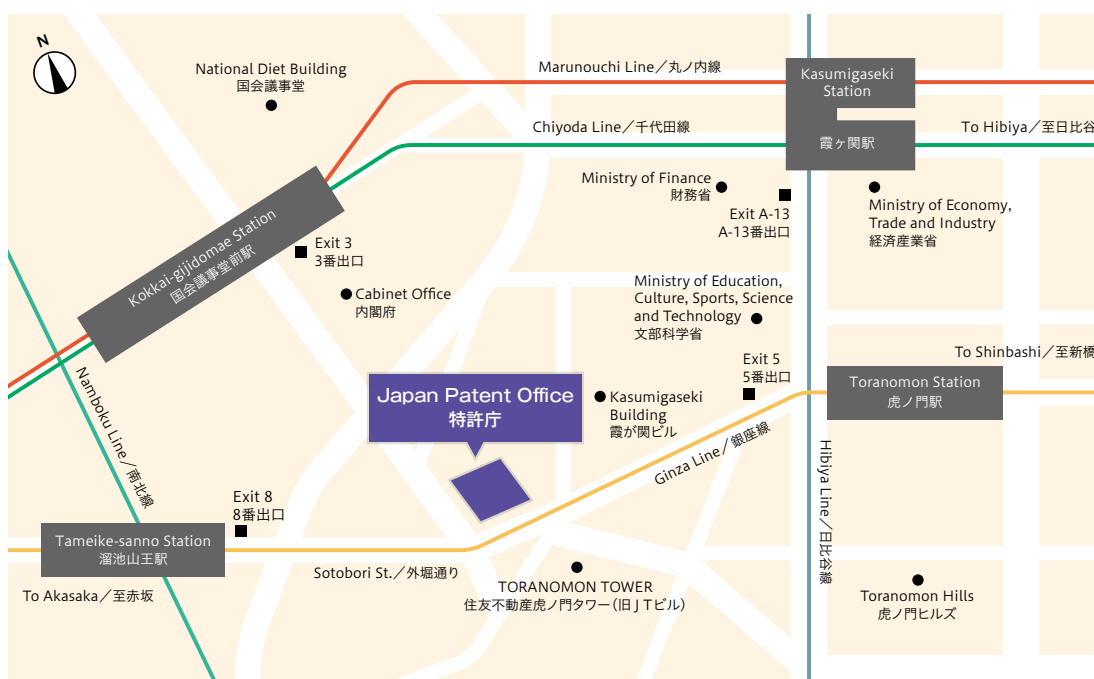 N
National Diet Building
国会議事堂
Marunouchi Line／丸ノ内線
Kasumigaseki
Station
霞ヶ関駅
Chiyoda Line／千代田線
To Hibiya／至日比谷
Ministry of Finance
財務省
Exit A-13
A-13番出口
Ministry of Economy,
Trade and Industry
経済産業省
Kokkai-gijidomae Station
国会議事堂前駅
Exit 3
3番出口
Cabinet Office
内閣府
Ministry of Education,
Culture, Sports, Science
and Technology
文部科学省
To Shinbashi／至新橋
Exit 5
5番出口
Toranomon Station
虎ノ門駅
Japan Patent Office
特許庁
Kasumigaseki
Building
霞が関ビル
Namboku Line／南北線
Ginza Line／銀座線
Hibiya Line／日比谷線
Exit 8
8番出口
Tameike-sanno Station
溜池山王駅
Sotobori St.／外堀通り
To Akasaka／至赤坂
TORANOMON TOWER
住友不動産虎ノ門タワー（旧JTビル）
Toranomon Hills
虎ノ門ヒルズ